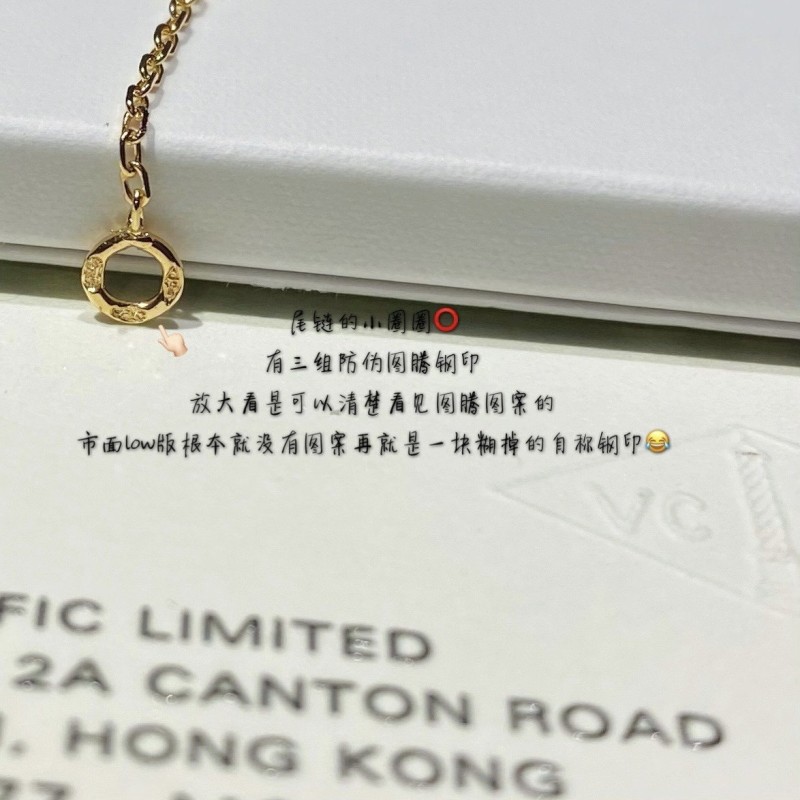 尾链的小圈圈⭕
有三组防伪图腾钢印
放大看是可以清楚看见图腾图案的
市面low版根本就没有图案再就是一块糊掉的自称钢印😂
VC
FIC LIMITED
2A CANTON ROAD
HONG KONG